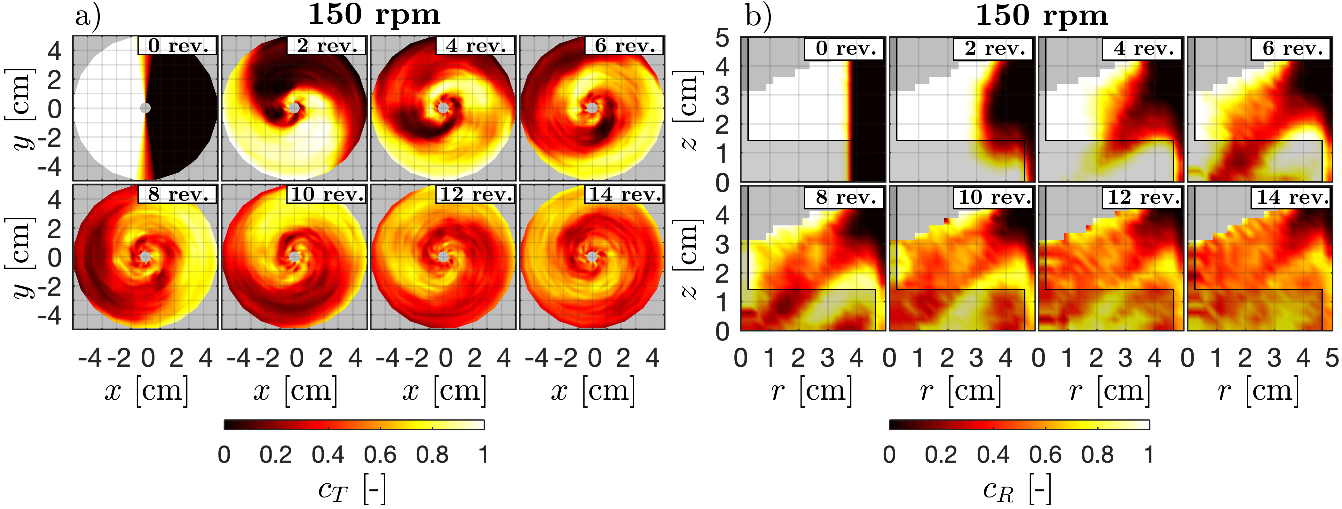 a) 150 rpm
0 rev. 2 rev. 4 rev. 6 rev.
4
2
0
-2
-4
y [cm]
8 rev. 10 rev. 12 rev. 14 rev.
4
2
0
-2
-4
y [cm]
-4 -2 0 2 4 -4 -2 0 2 4 -4 -2 0 2 4 -4 -2 0 2 4
x [cm] x [cm] x [cm] x [cm]
0 0.2 0.4 0.6 0.8 1
c_T [-]
b) 150 rpm
0 rev. 2 rev. 4 rev. 6 rev.
5
4
3
2
1
0
z [cm]
8 rev. 10 rev. 12 rev. 14 rev.
5
4
3
2
1
0
z [cm]
0 1 2 3 4 0 1 2 3 4 0 1 2 3 4 0 1 2 3 4 5
r [cm] r [cm] r [cm] r [cm]
0 0.2 0.4 0.6 0.8 1
c_R [-]